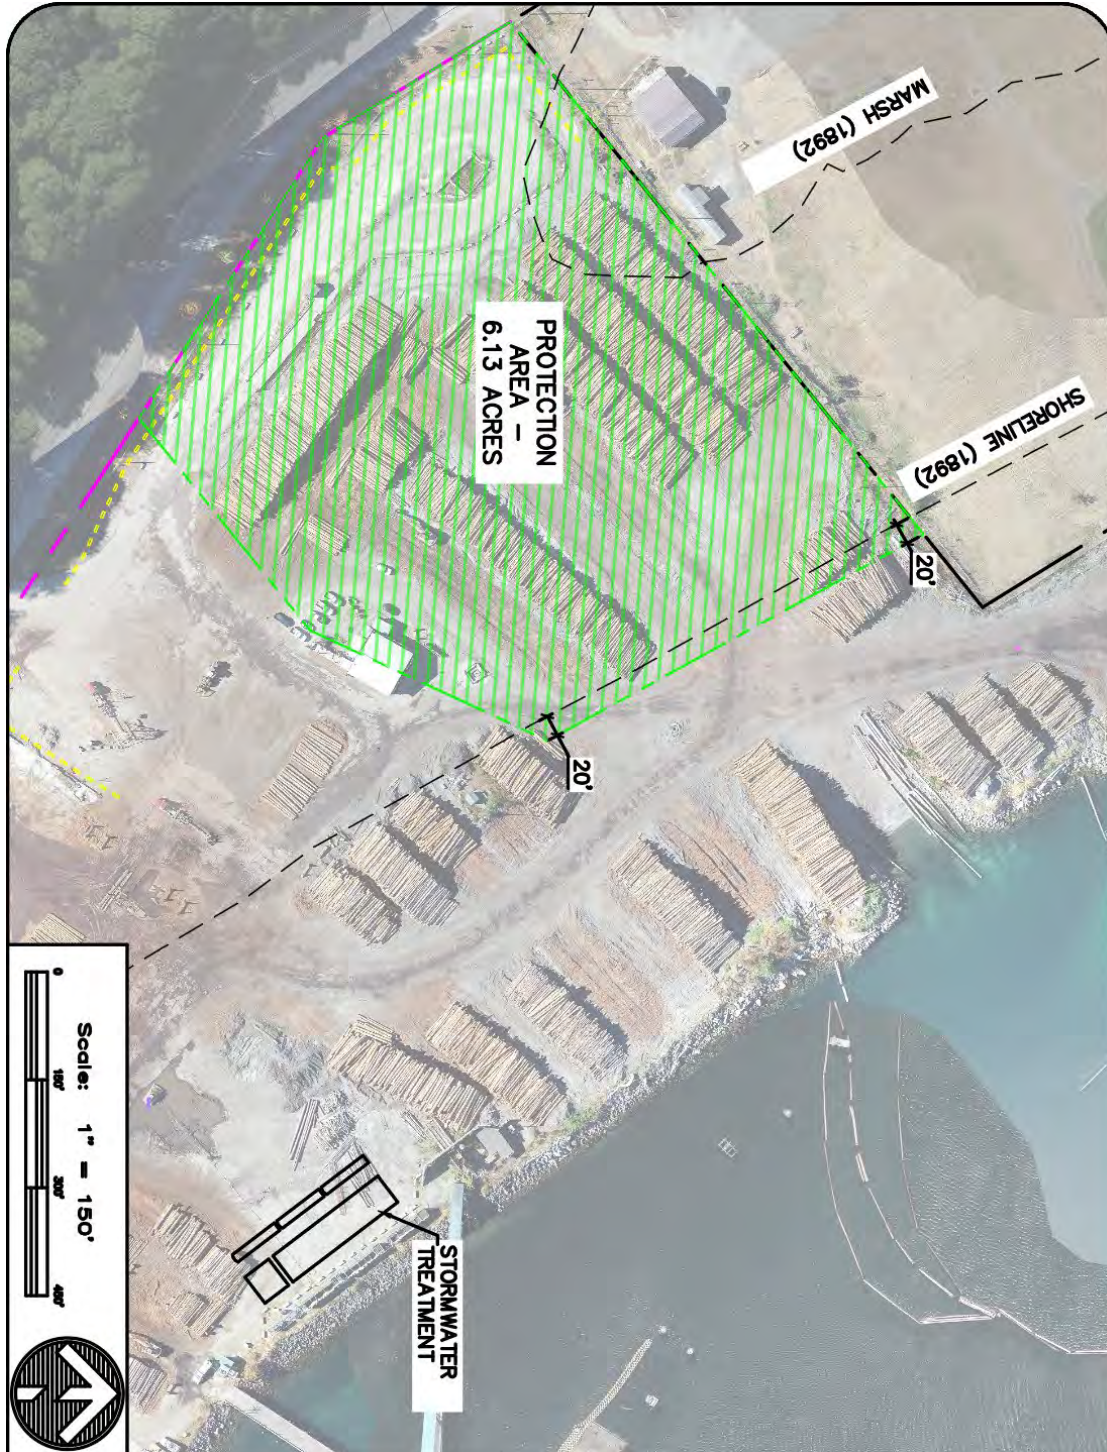 MARSH (1892)
SHORELINE (1892)
PROTECTION
AREA –
6.13 ACRES
20'
20'
STORMWATER
TREATMENT
Scale: 1" = 150'
0 150' 300' 450'